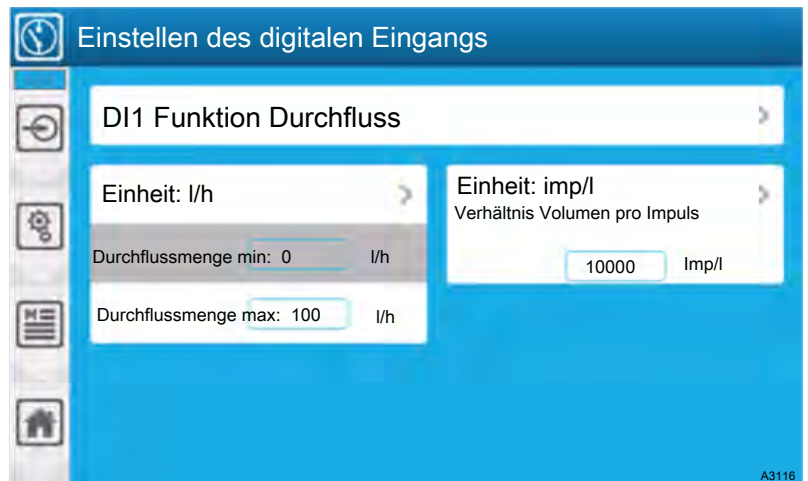 Einstellen des digitalen Eingangs
DI1 Funktion Durchfluss
Einheit: l/h
Durchflussmenge min: 0 l/h
Durchflussmenge max: 100 l/h
Einheit: imp/l
Verhältnis Volumen pro Impuls
10000 Imp/l
M
A3116